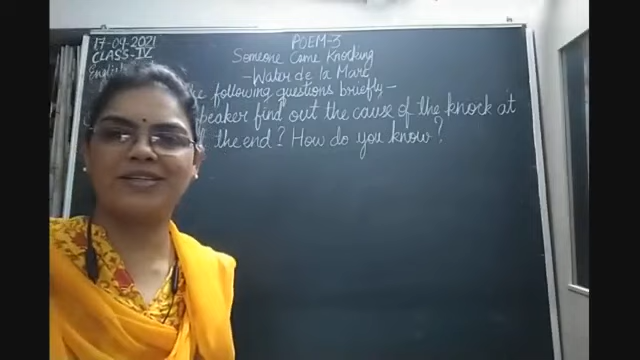 17-09-2021 POEM-3
CLASS-IV Someone Came Knocking
English - Walter de la Mare
following questions briefly -
speaker find out the cause of the knock at
the end? How do you know?